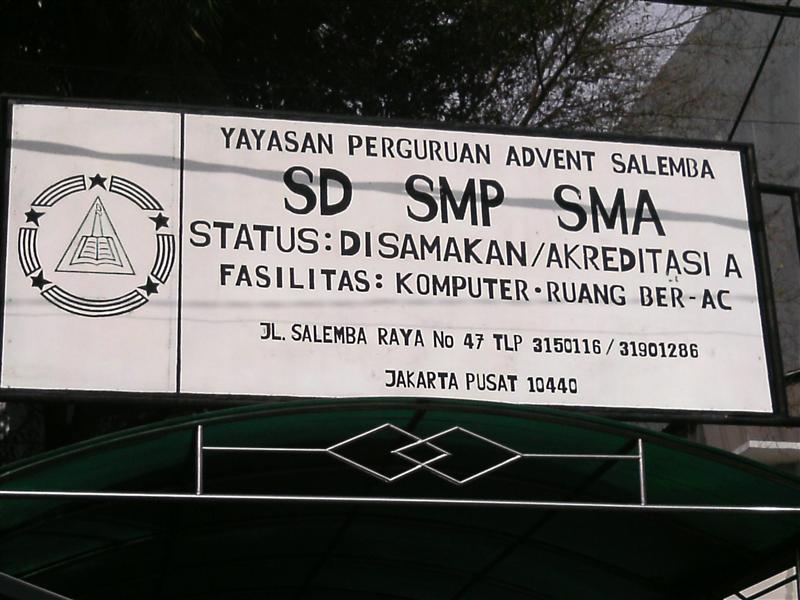 YAYASAN PERGURUAN ADVENT SALEMBA
SD SMP SMA
STATUS: DISAMAKAN/AKREDITASI A
FASILITAS: KOMPUTER·RUANG BER-AC
JL. SALEMBA RAYA No 47 TLP 3150116/31901286
JAKARTA PUSAT 10440